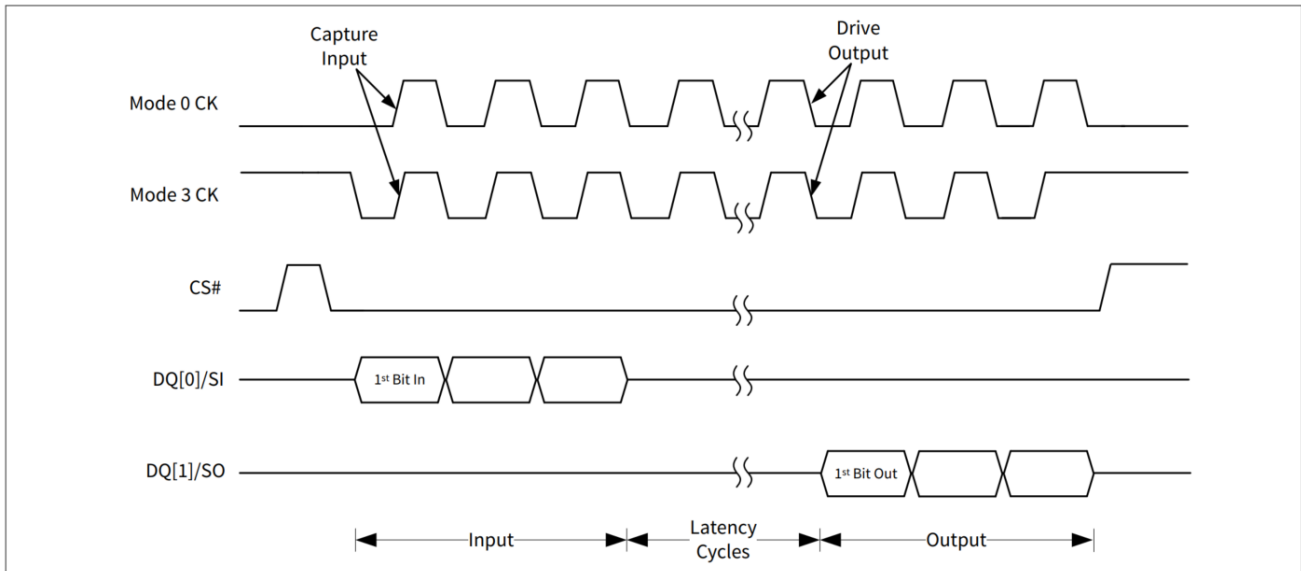 Capture
Input
Drive
Output
Mode 0 CK
Mode 3 CK
CS#
DQ[0]/SI
1st Bit In
DQ[1]/SO
1st Bit Out
Input
Latency
Cycles
Output